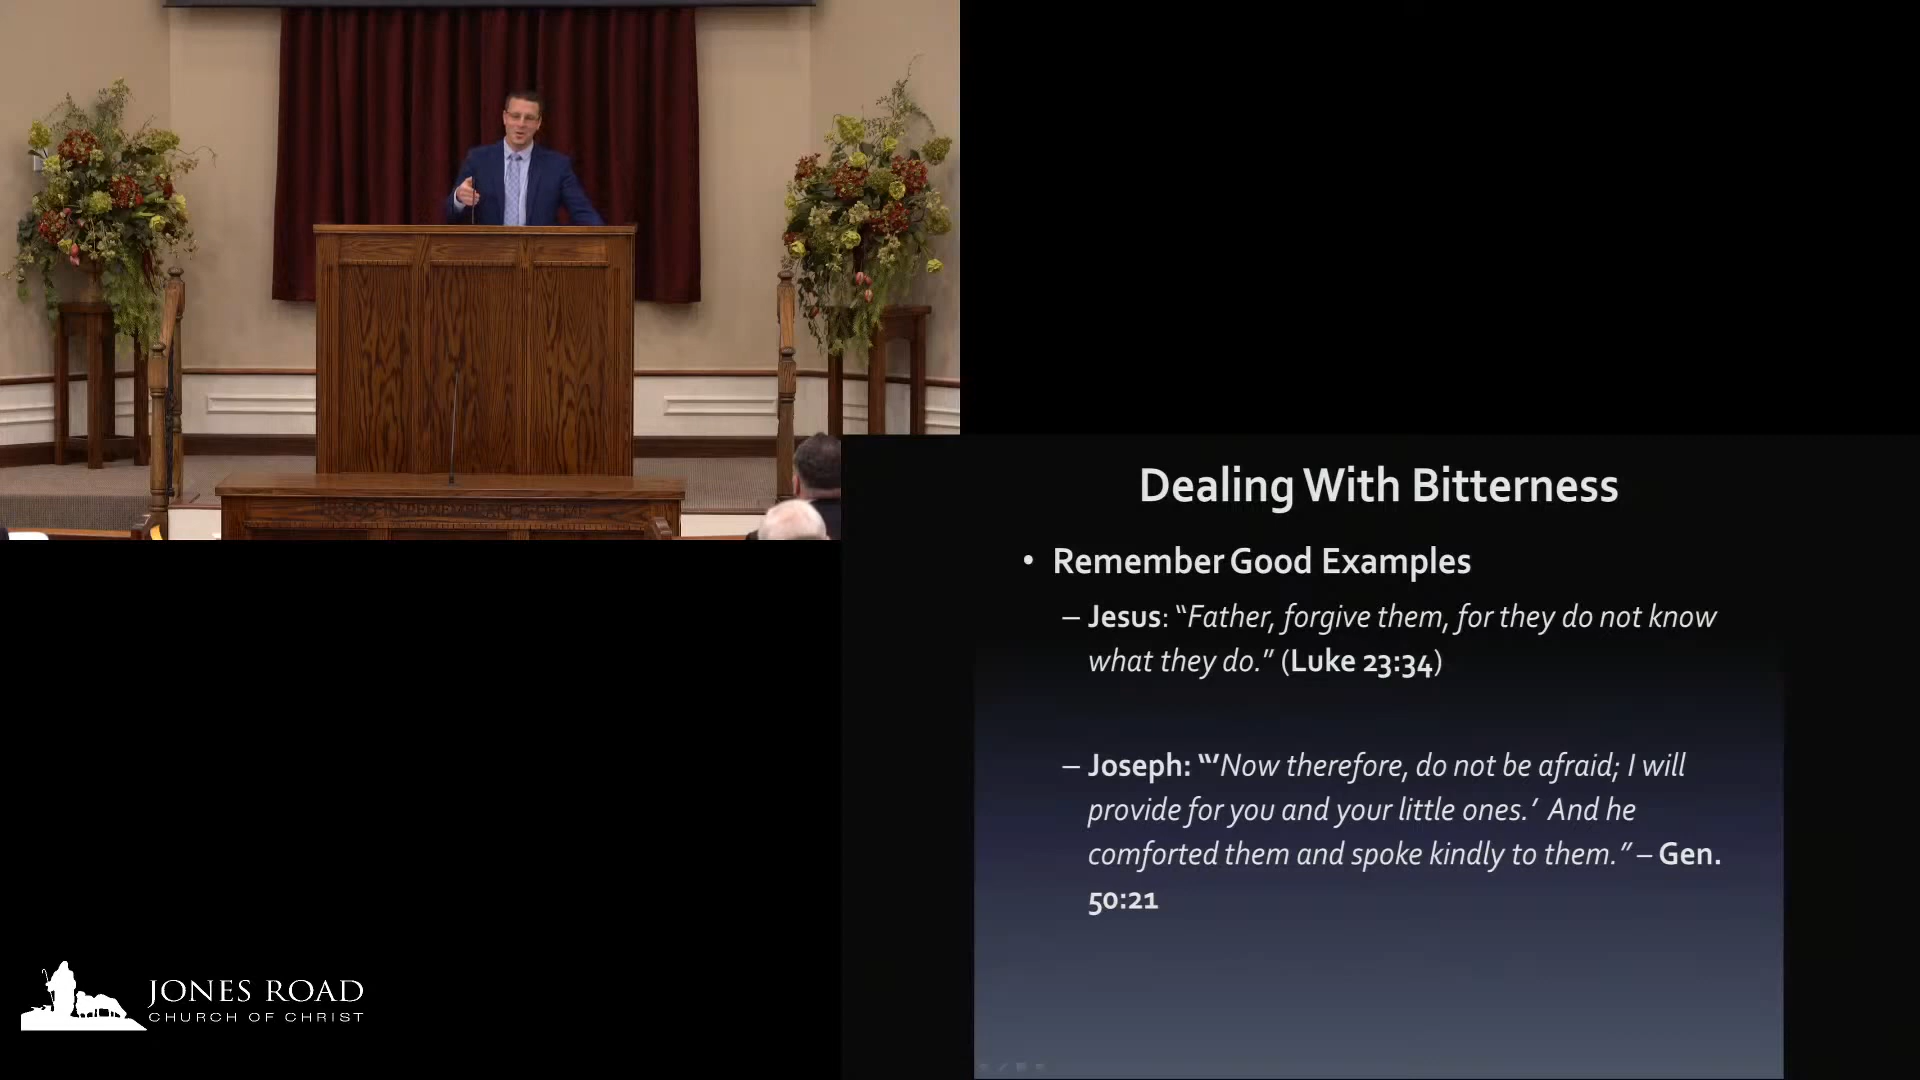 Dealing With Bitterness
• Remember Good Examples
– Jesus: “Father, forgive them, for they do not know
what they do.” (Luke 23:34)
– Joseph: “‘Now therefore, do not be afraid; I will
provide for you and your little ones.’ And he
comforted them and spoke kindly to them.” – Gen.
50:21
JONES ROAD
CHURCH OF CHRIST